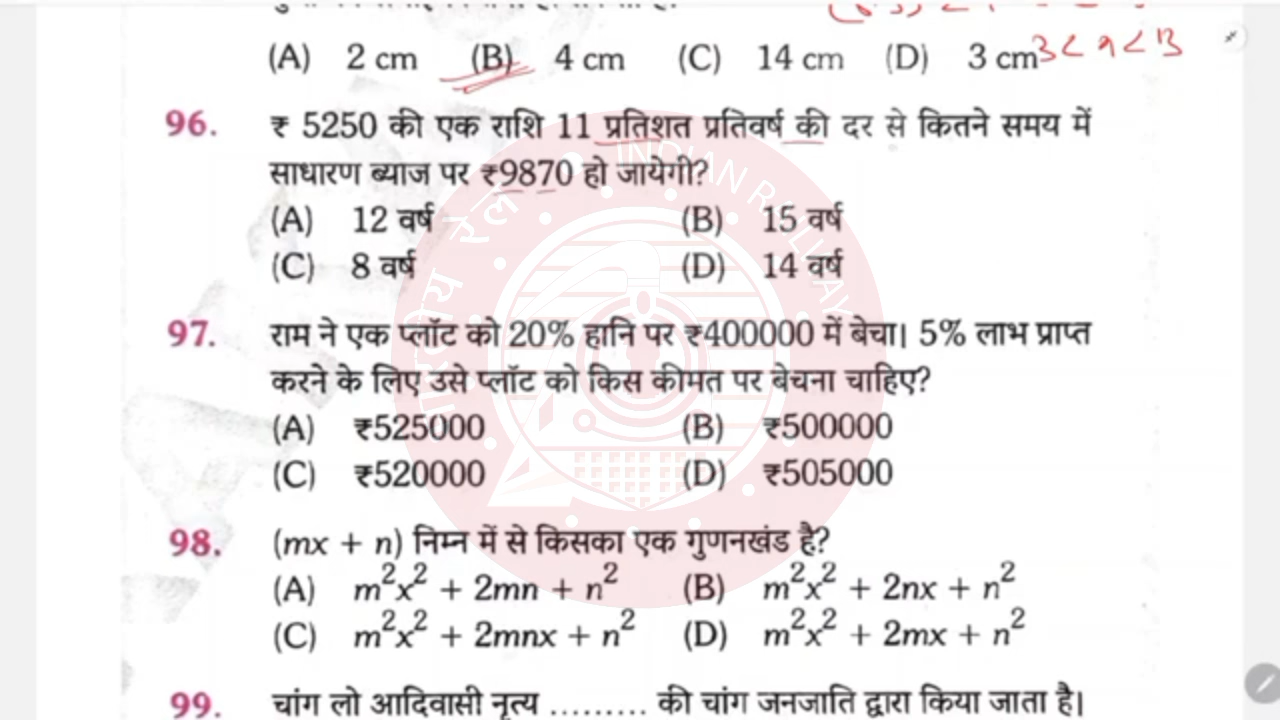 (A) 2 cm (B) 4 cm (C) 14 cm (D) 3 cm 3 < a < 13
96. ₹ 5250 की एक राशि 11 प्रतिशत प्रतिवर्ष की दर से कितने समय में
साधारण ब्याज पर ₹9870 हो जायेगी?
(A) 12 वर्ष (B) 15 वर्ष
(C) 8 वर्ष (D) 14 वर्ष
97. राम ने एक प्लॉट को 20% हानि पर ₹400000 में बेचा। 5% लाभ प्राप्त
करने के लिए उसे प्लॉट को किस कीमत पर बेचना चाहिए?
(A) ₹525000 (B) ₹500000
(C) ₹520000 (D) ₹505000
98. (mx + n) निम्न में से किसका एक गुणनखंड है?
(A) m²x² + 2mn + n² (B) m²x² + 2nx + n²
(C) m²x² + 2mnx + n² (D) m²x² + 2mx + n²
99. चांग लो आदिवासी नृत्य ......... की चांग जनजाति द्वारा किया जाता है।
भारतीय रेल
INDIAN RAILWAY